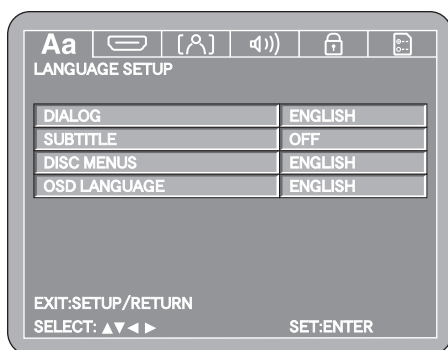 Aa
LANGUAGE SETUP
DIALOG ENGLISH
SUBTITLE OFF
DISC MENUS ENGLISH
OSD LANGUAGE ENGLISH
EXIT:SETUP/RETURN
SELECT: ▲▼◄ ► SET:ENTER